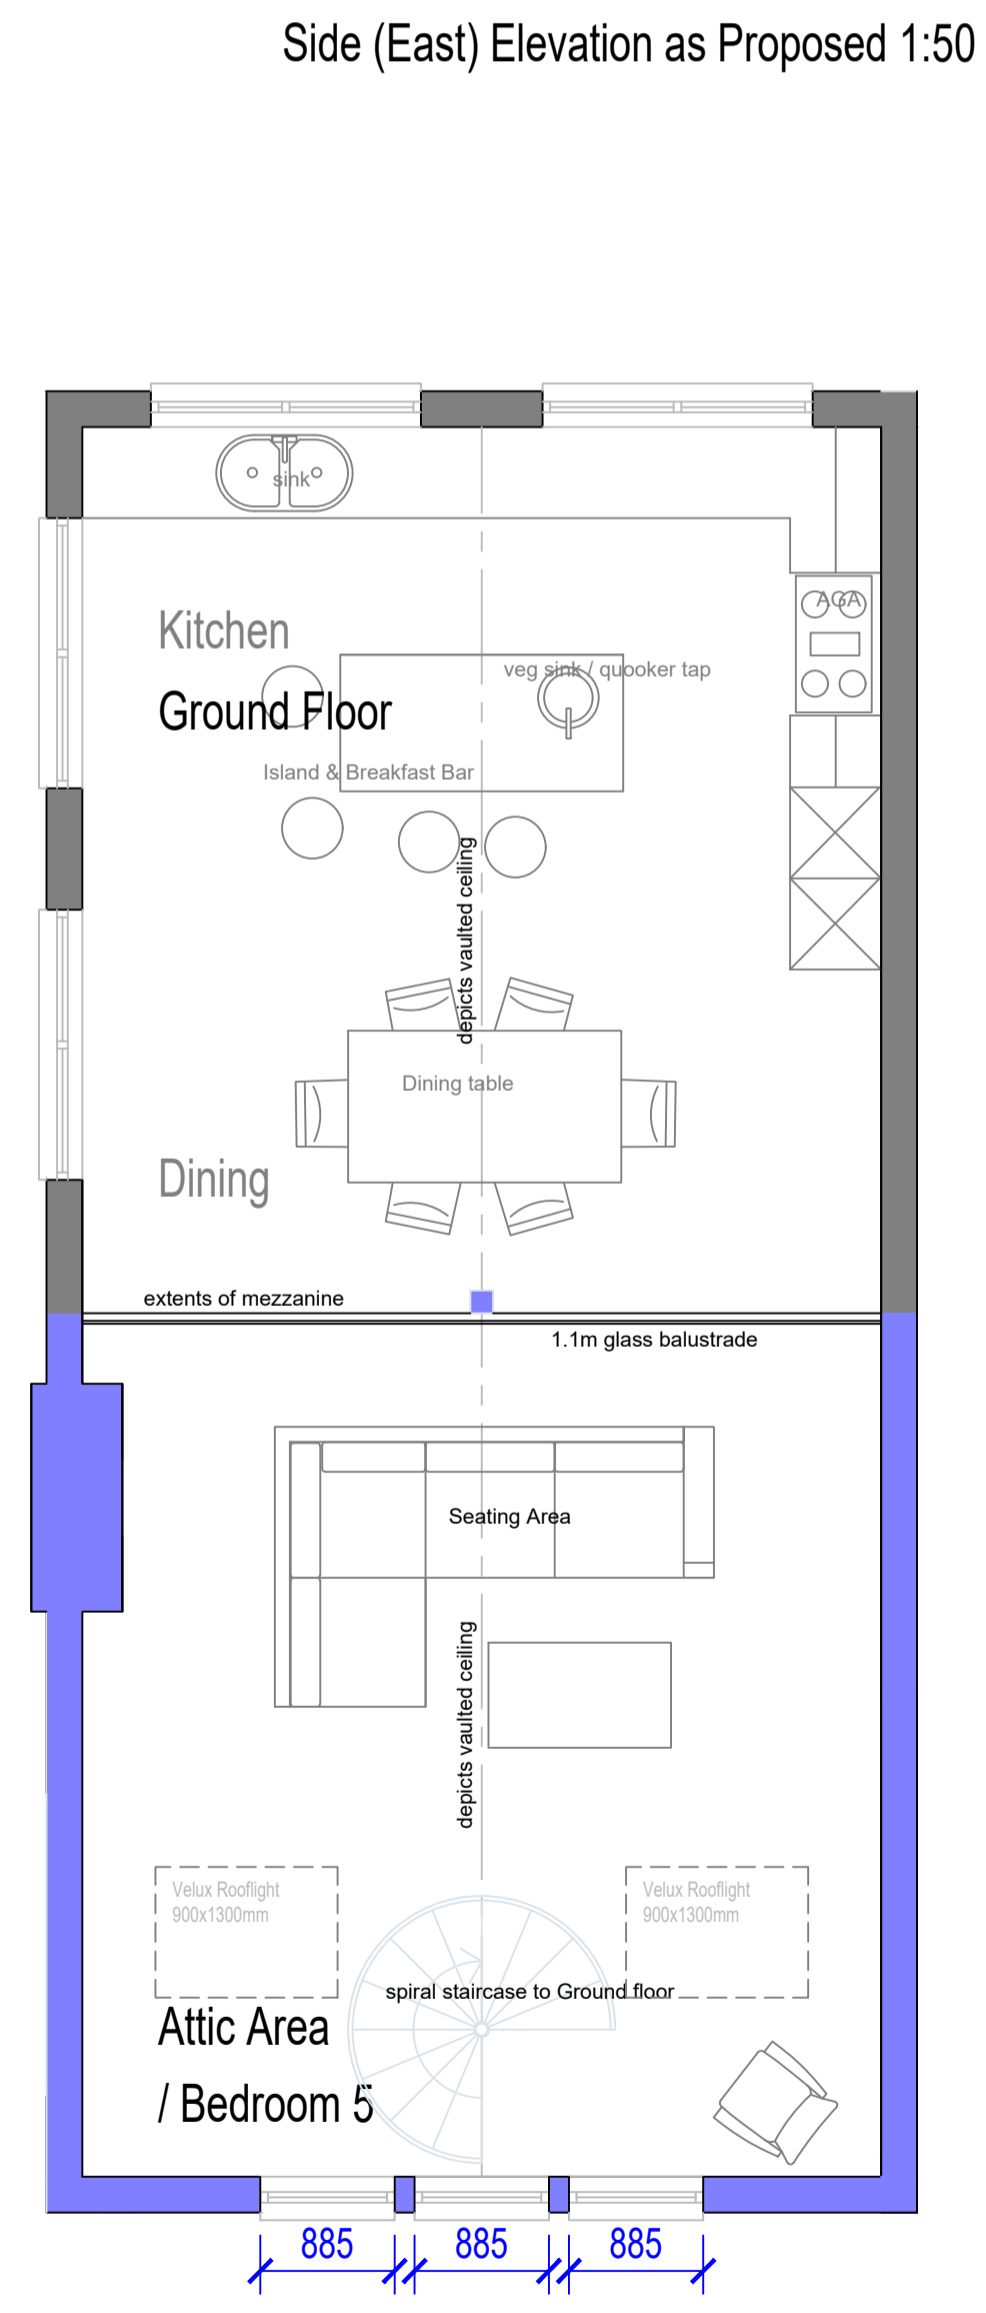 Side (East) Elevation as Proposed 1:50
sink
AGA
Kitchen
veg sink / quooker tap
Ground Floor
Island & Breakfast Bar
depicts vaulted ceiling
Dining table
Dining
extents of mezzanine
1.1m glass balustrade
Seating Area
depicts vaulted ceiling
Velux Rooflight
900x1300mm
Velux Rooflight
900x1300mm
spiral staircase to Ground floor
Attic Area
/ Bedroom 5
885
885
885